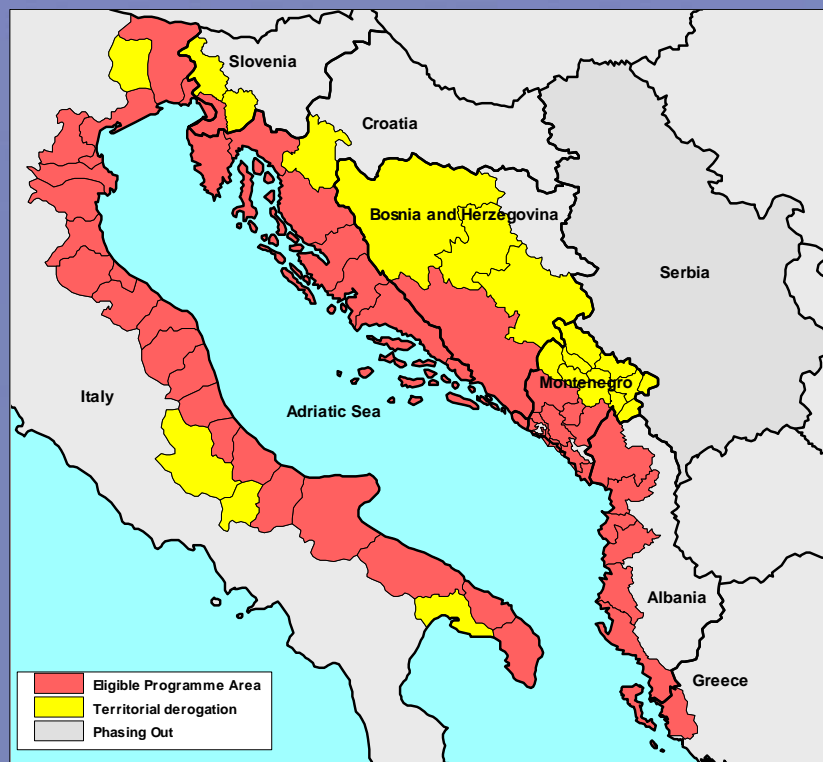 Slovenia
Croatia
Bosnia and Herzegovina
Serbia
Montenegro
Italy
Adriatic Sea
Albania
Greece
Eligible Programme Area
Territorial derogation
Phasing Out